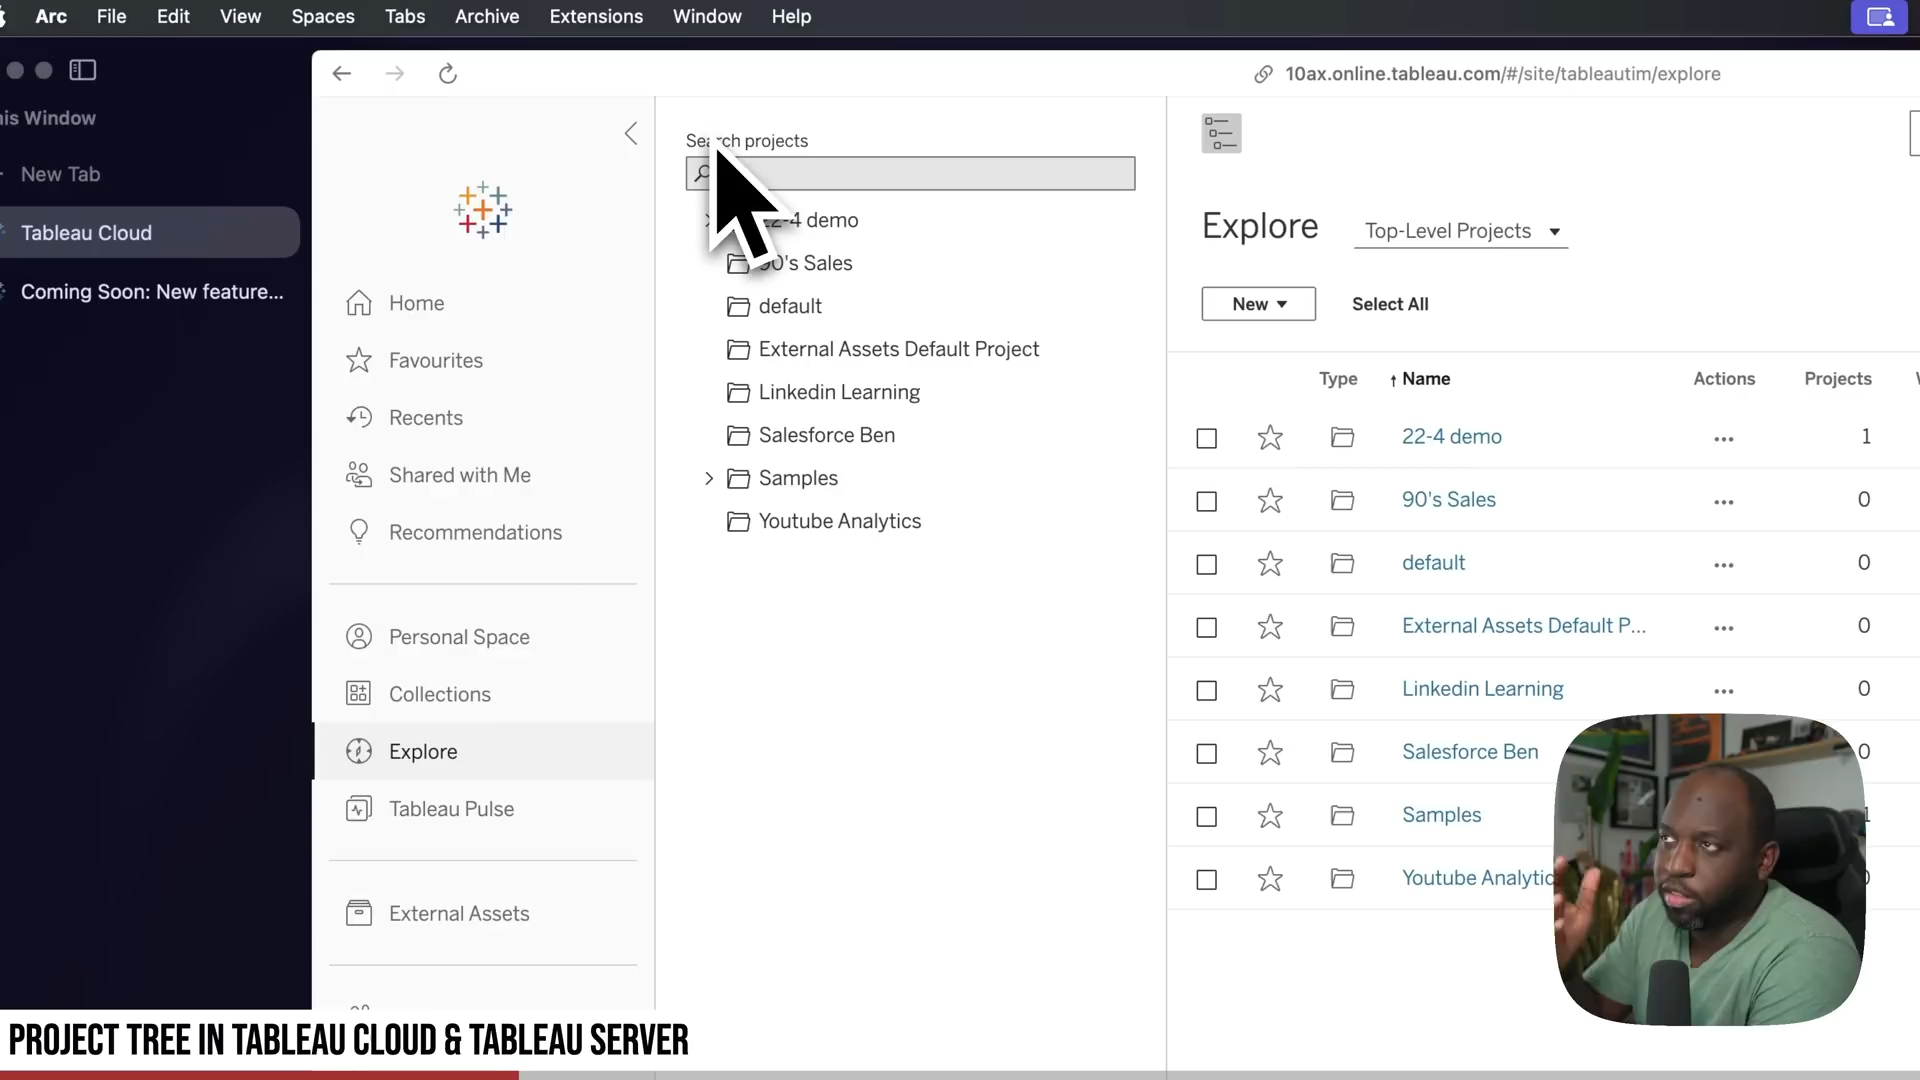 Arc File Edit View Spaces Tabs Archive Extensions Window Help
his Window
New Tab
Tableau Cloud
Coming Soon: New feature...
10ax.online.tableau.com/#/site/tableautim/explore
Home
Favourites
Recents
Shared with Me
Recommendations
Personal Space
Collections
Explore
Tableau Pulse
External Assets
Search projects
22-4 demo
90's Sales
default
External Assets Default Project
Linkedin Learning
Salesforce Ben
Samples
Youtube Analytics
Explore Top-Level Projects
New Select All
Type Name Actions Projects
22-4 demo ... 1
90's Sales ... 0
default ... 0
External Assets Default P... ... 0
Linkedin Learning ... 0
Salesforce Ben 0
Samples 1
Youtube Analytic
PROJECT TREE IN TABLEAU CLOUD & TABLEAU SERVER